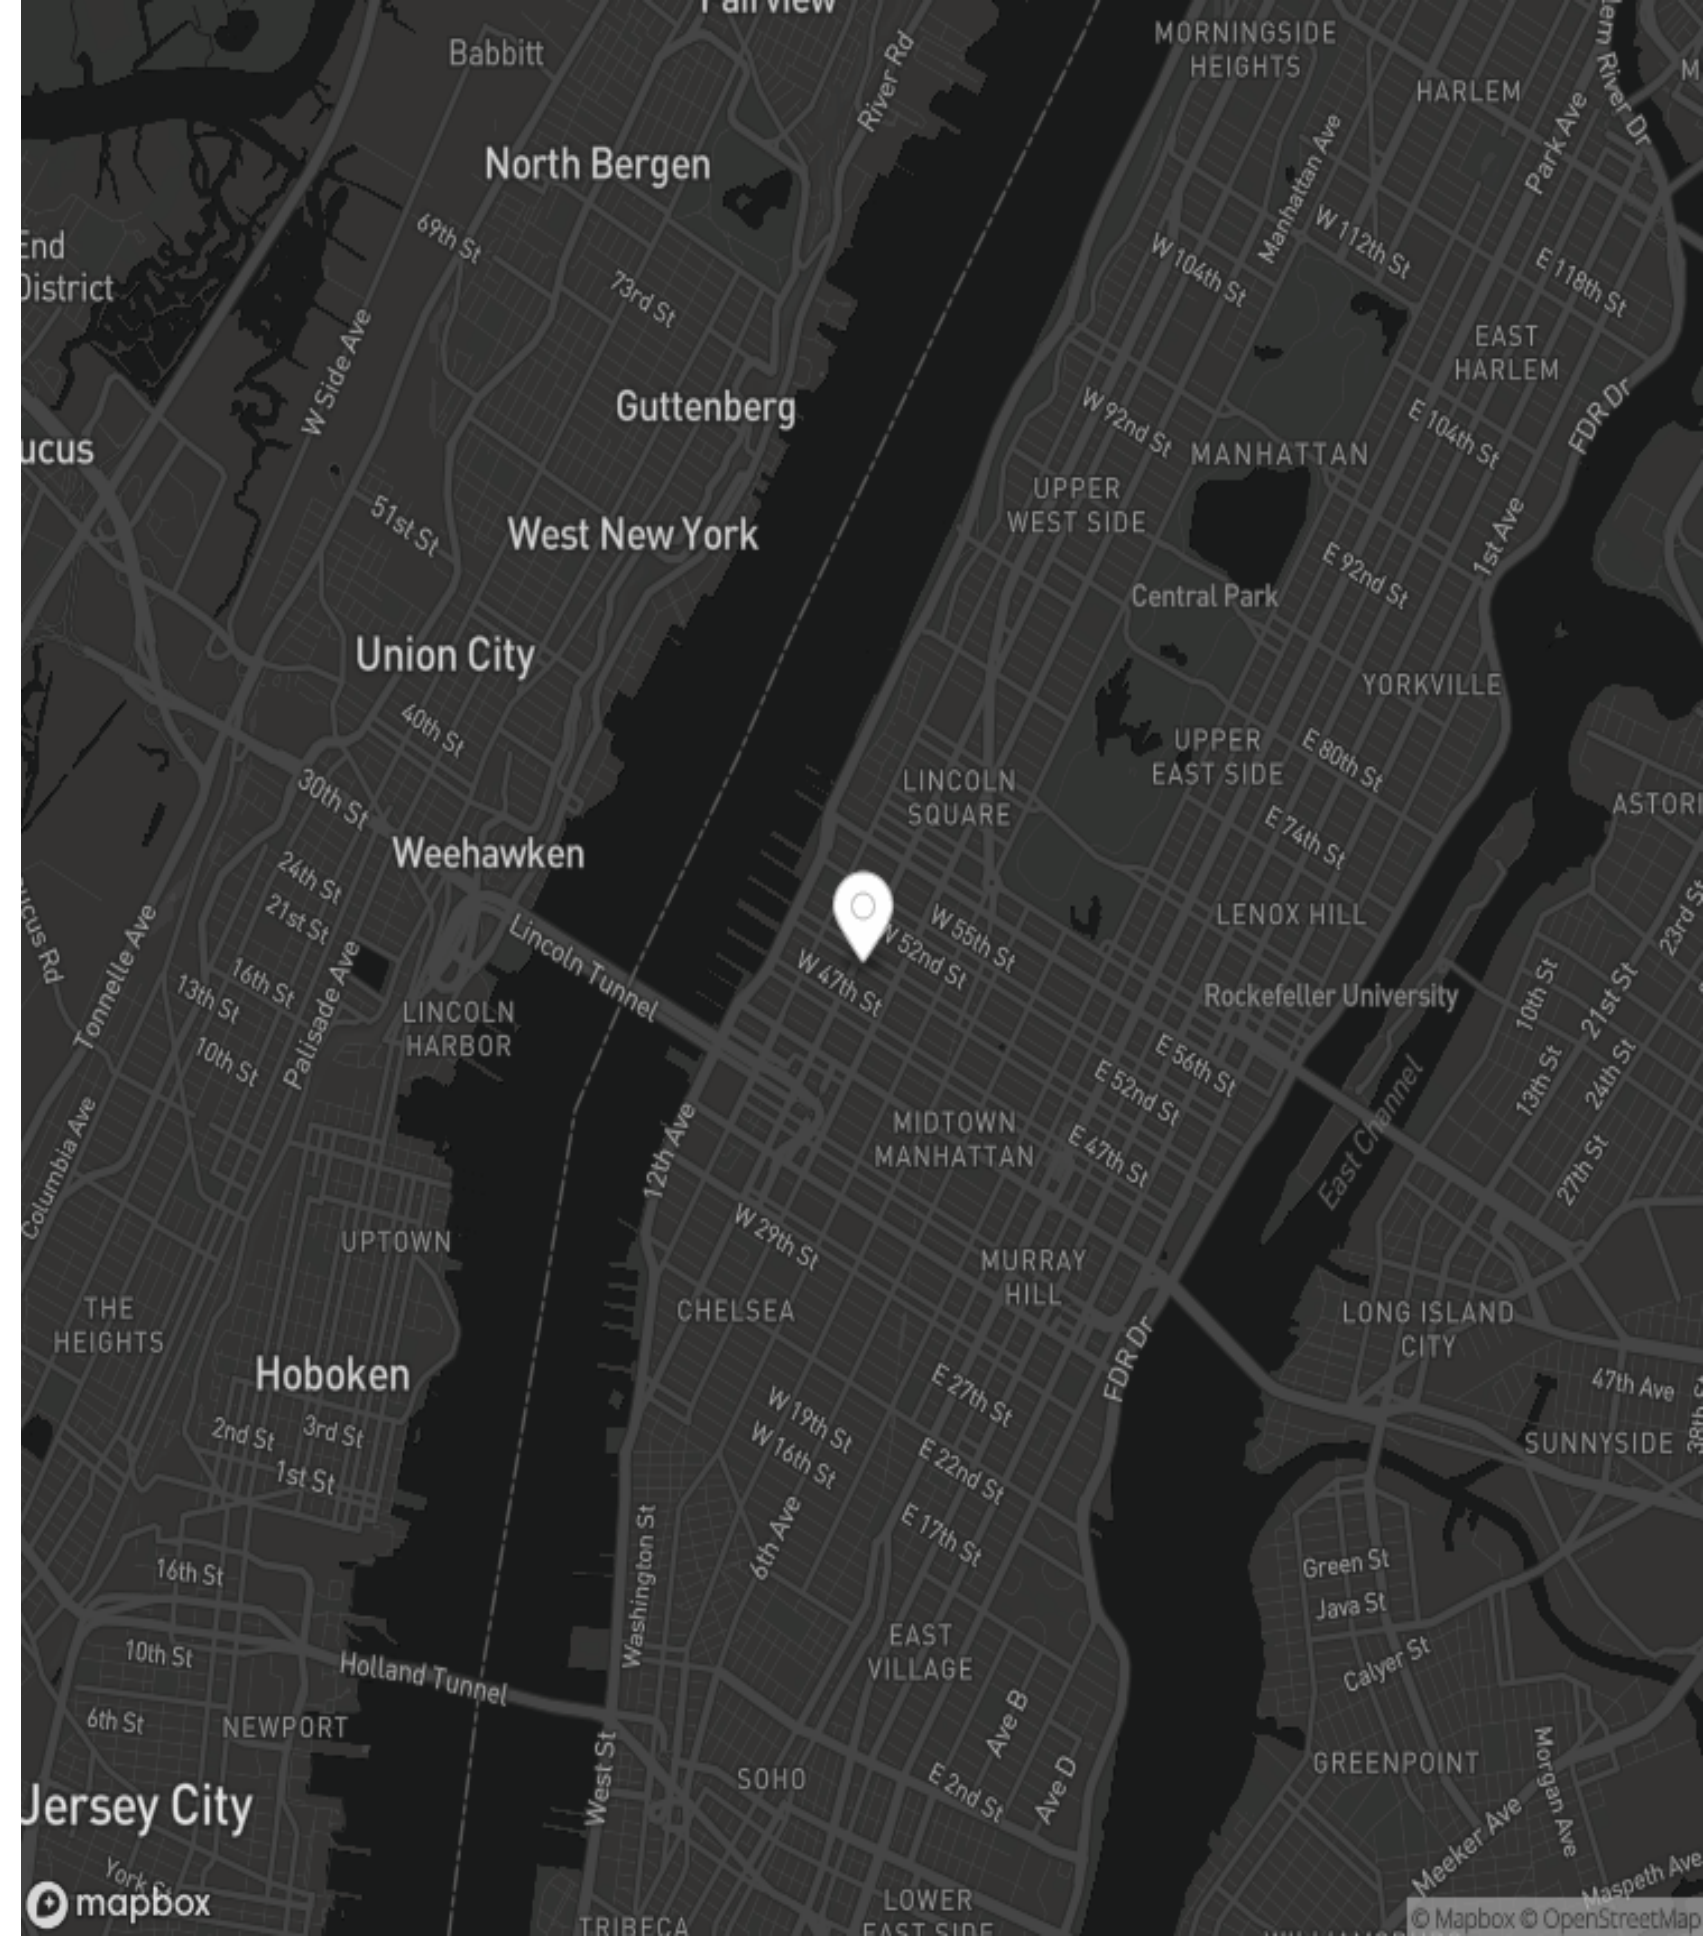 Fairview
Babbitt
River Rd
MORNINGSIDE
HEIGHTS
HARLEM
Park Ave
River Dr
North Bergen
Manhattan Ave
69th St
W 112th St
W 104th St
E 118th St
End
District
73rd St
W Side Ave
EAST
HARLEM
Guttenberg
W 92nd St
E 104th St
FDR Dr
ucus
MANHATTAN
UPPER
WEST SIDE
51st St
West New York
1st Ave
E 92nd St
Central Park
Union City
YORKVILLE
40th St
UPPER
EAST SIDE
E 80th St
LINCOLN
SQUARE
30th St
ASTORI
E 74th St
Weehawken
24th St
21st St
LENOX HILL
W 55th St
W 52nd St
23rd S
ucus Rd
Tonnelle Ave
Lincoln Tunnel
W 47th St
16th St
13th St
Palisade Ave
Rockefeller University
10th St
21st St
LINCOLN
HARBOR
10th St
E 56th St
E 52nd St
13th St
24th St
East Channel
Columbia Ave
12th Ave
MIDTOWN
MANHATTAN
E 47th St
27th St
UPTOWN
W 29th St
MURRAY
HILL
THE
HEIGHTS
CHELSEA
LONG ISLAND
CITY
FDR Dr
Hoboken
E 27th St
47th Ave
2nd St
3rd St
W 19th St
W 16th St
38th S
SUNNYSIDE
1st St
E 22nd St
6th Ave
E 17th St
16th St
Washington St
Green St
Java St
10th St
Holland Tunnel
EAST
VILLAGE
Calyer St
6th St
NEWPORT
Ave B
West St
SOHO
E 2nd St
Ave D
GREENPOINT
Morgan Ave
Jersey City
Meeker Ave
York St
Maspeth Ave
mapbox
LOWER
EAST SIDE
TRIBECA
© Mapbox © OpenStreetMap